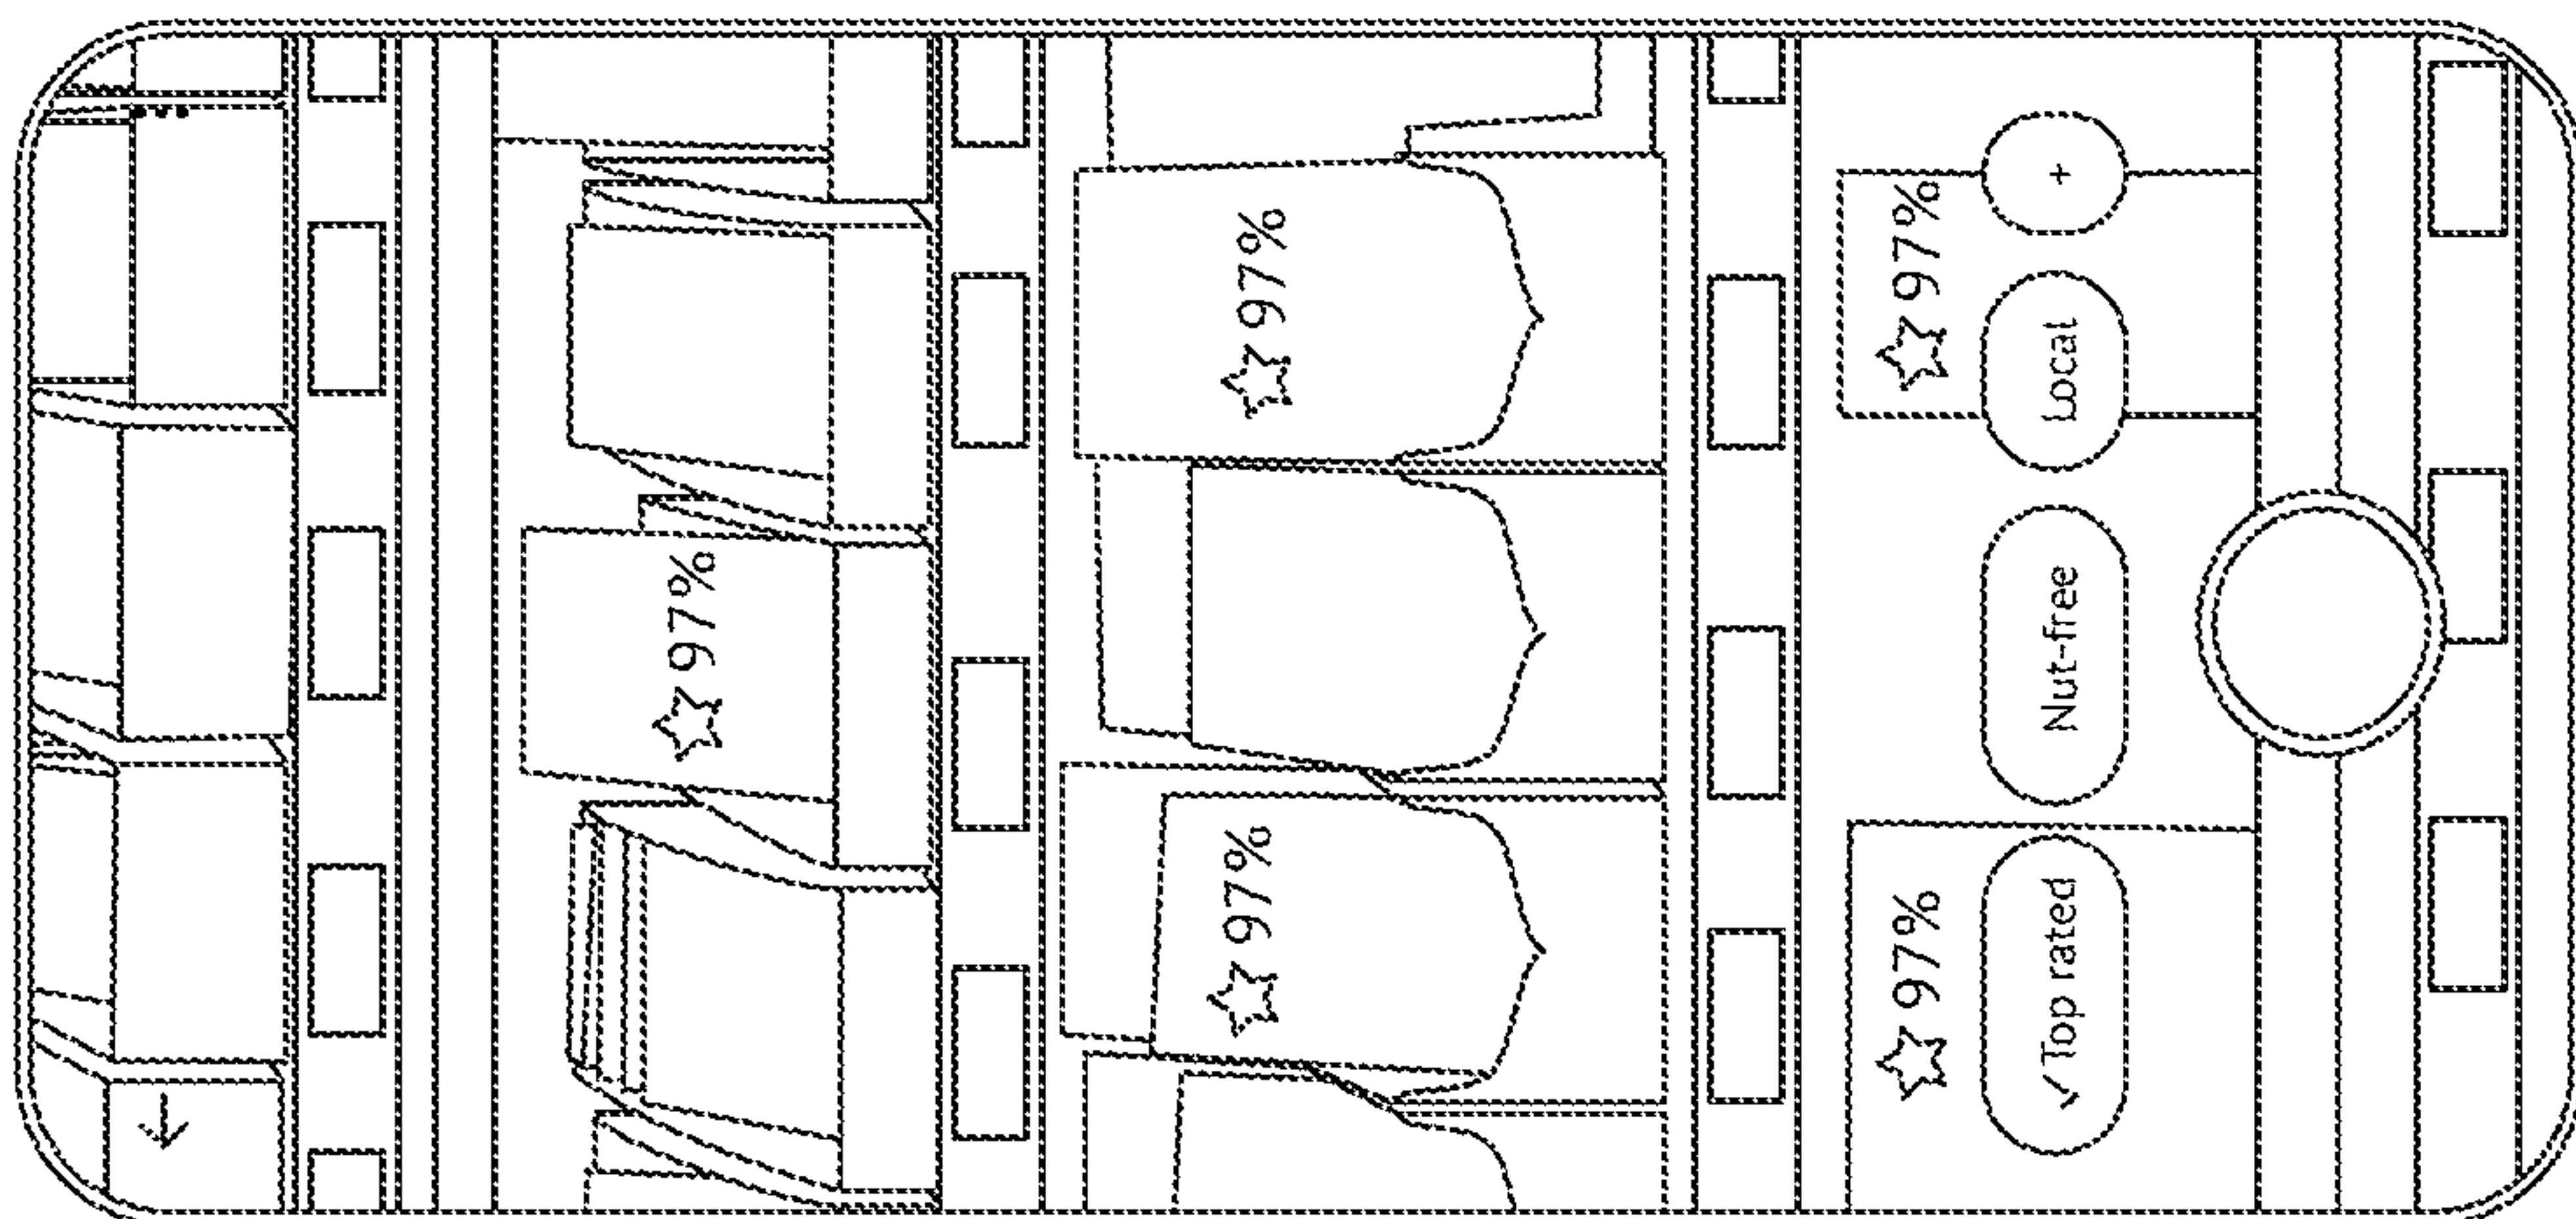 ☆ 97%
☆ 97%
☆ 97%
☆ 97%
☆ 97%
✓ Top rated
Nut-free
Local
+